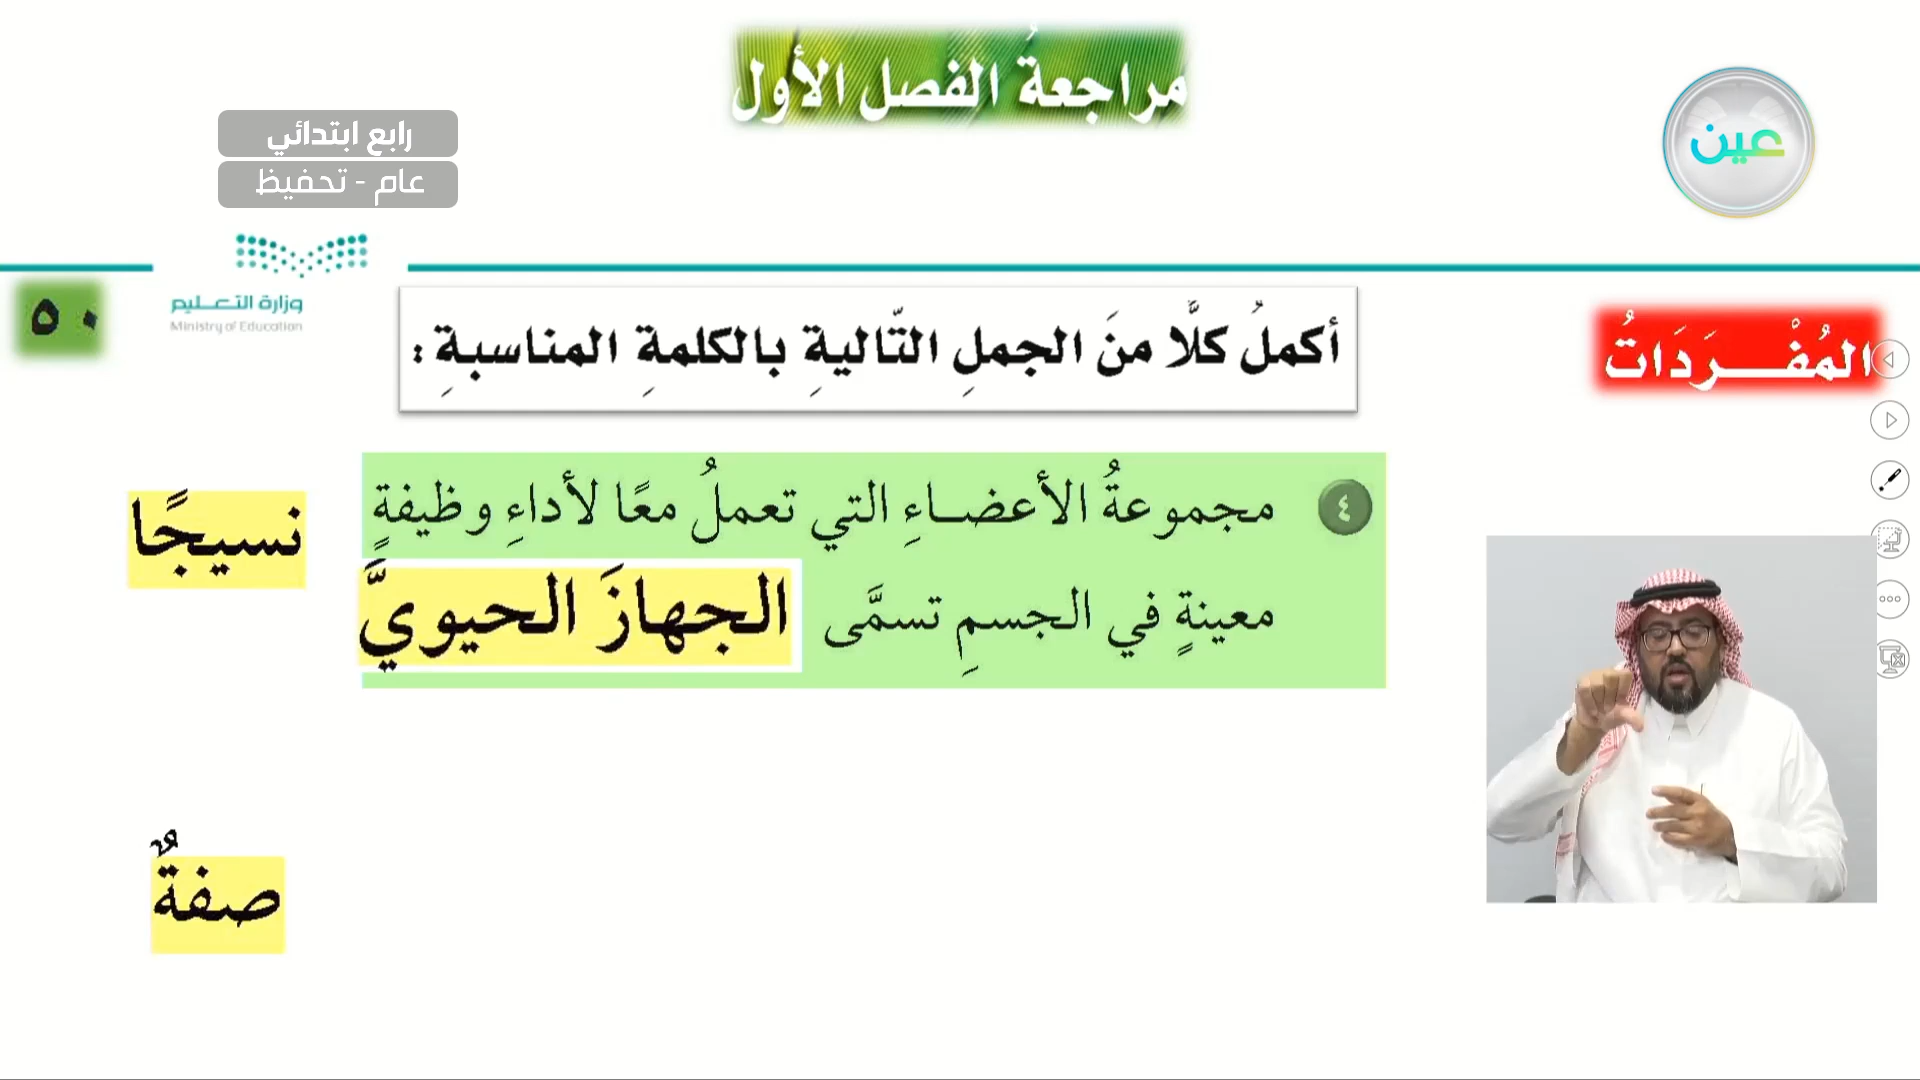 مراجعةُ الفصل الأول
رابع ابتدائي
عام - تحفيظ
عين
وزارة التعليم
Ministry of Education
٥٠
المُفْرَدَاتُ
أكملُ كلَّا منَ الجملِ التّاليةِ بالكلمةِ المناسبةِ :
٤ مجموعةُ الأعضاءِ التي تعملُ معًا لأداءِ وظيفةٍ
معينةٍ في الجسمِ تسمَّى الجهازَ الحيويَّ
نسيجًا
صفةٌ